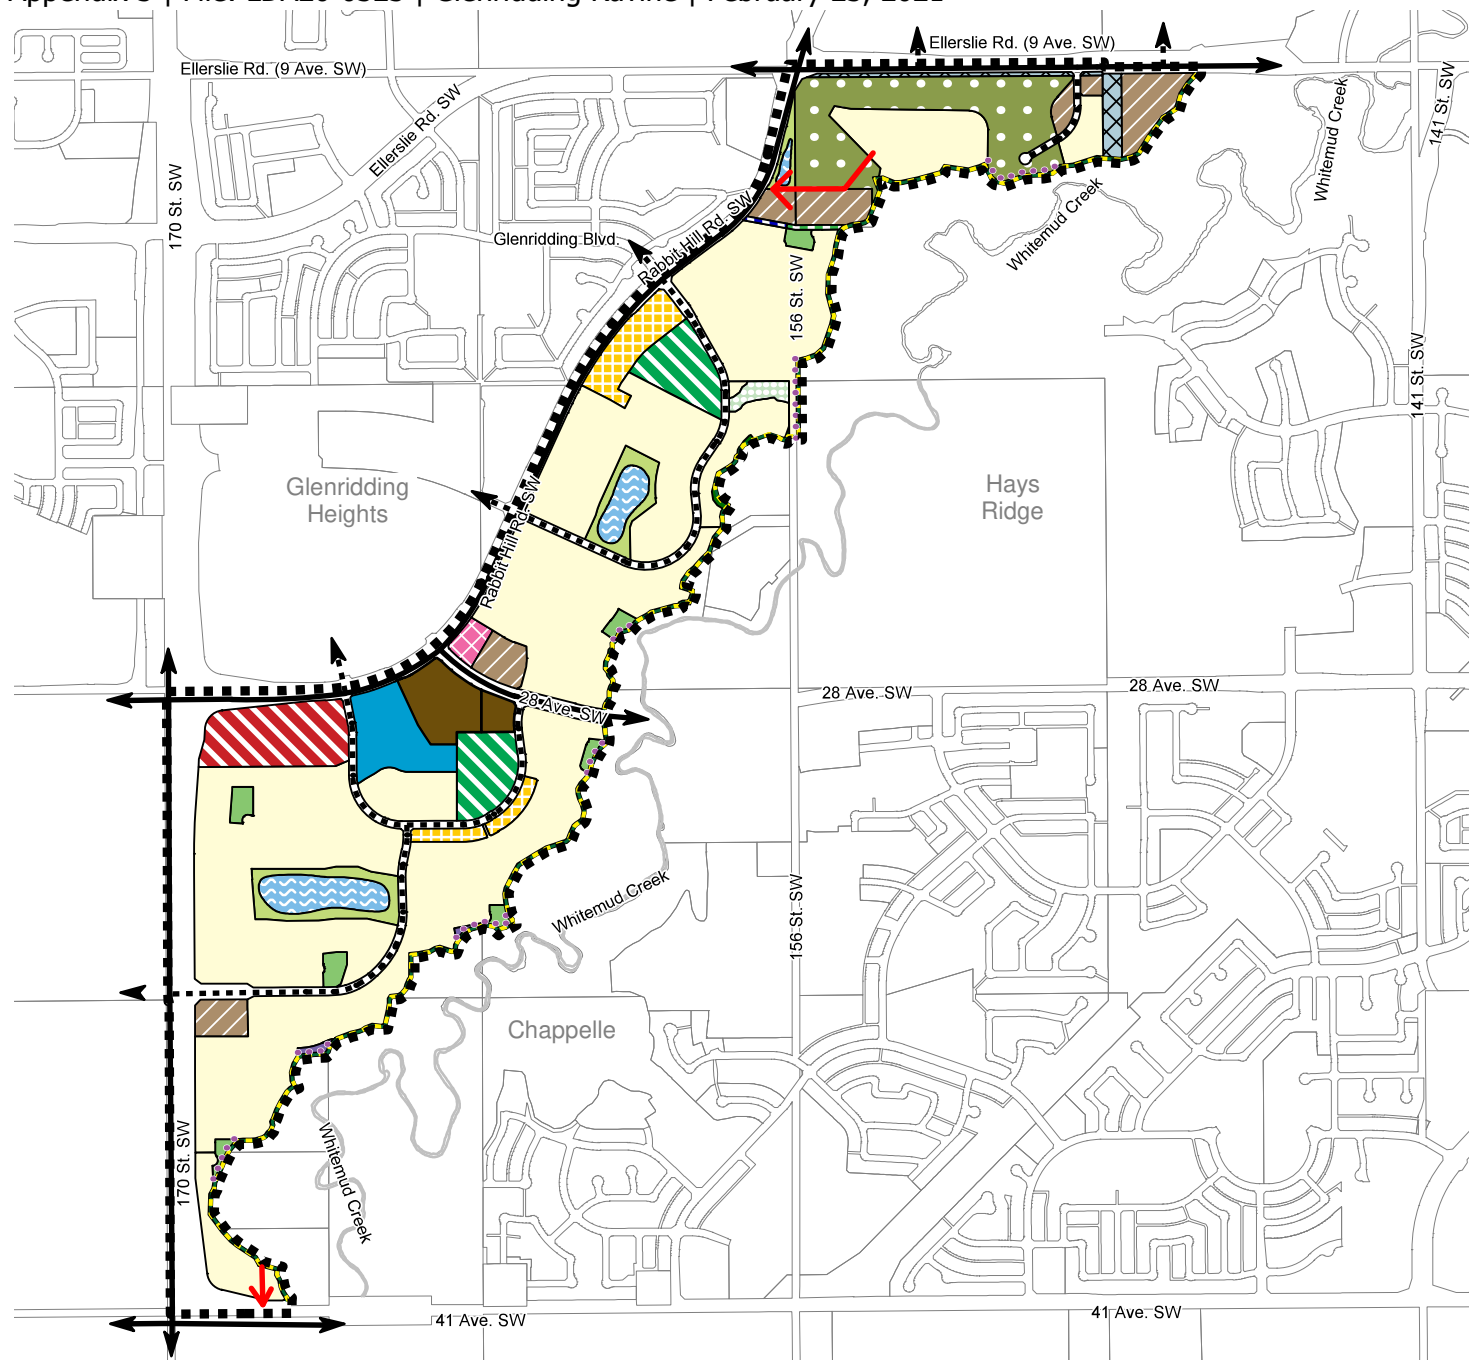 Ellerslie Rd. (9 Ave. SW)
Ellerslie Rd. (9 Ave. SW)
Ellerslie Rd. SW
170 St. SW
141 St. SW
Whitemud Creek
Whitemud Creek
Rabbit Hill Rd. SW
Glenridding Blvd.
156 St. SW
141 St. SW
Glenridding
Heights
Hays
Ridge
Rabbit Hill Rd. SW
28 Ave. SW
28 Ave. SW
28 Ave. SW
Whitemud Creek
156 St. SW
Chappelle
170 St. SW
Whitemud Creek
41 Ave. SW
41 Ave. SW